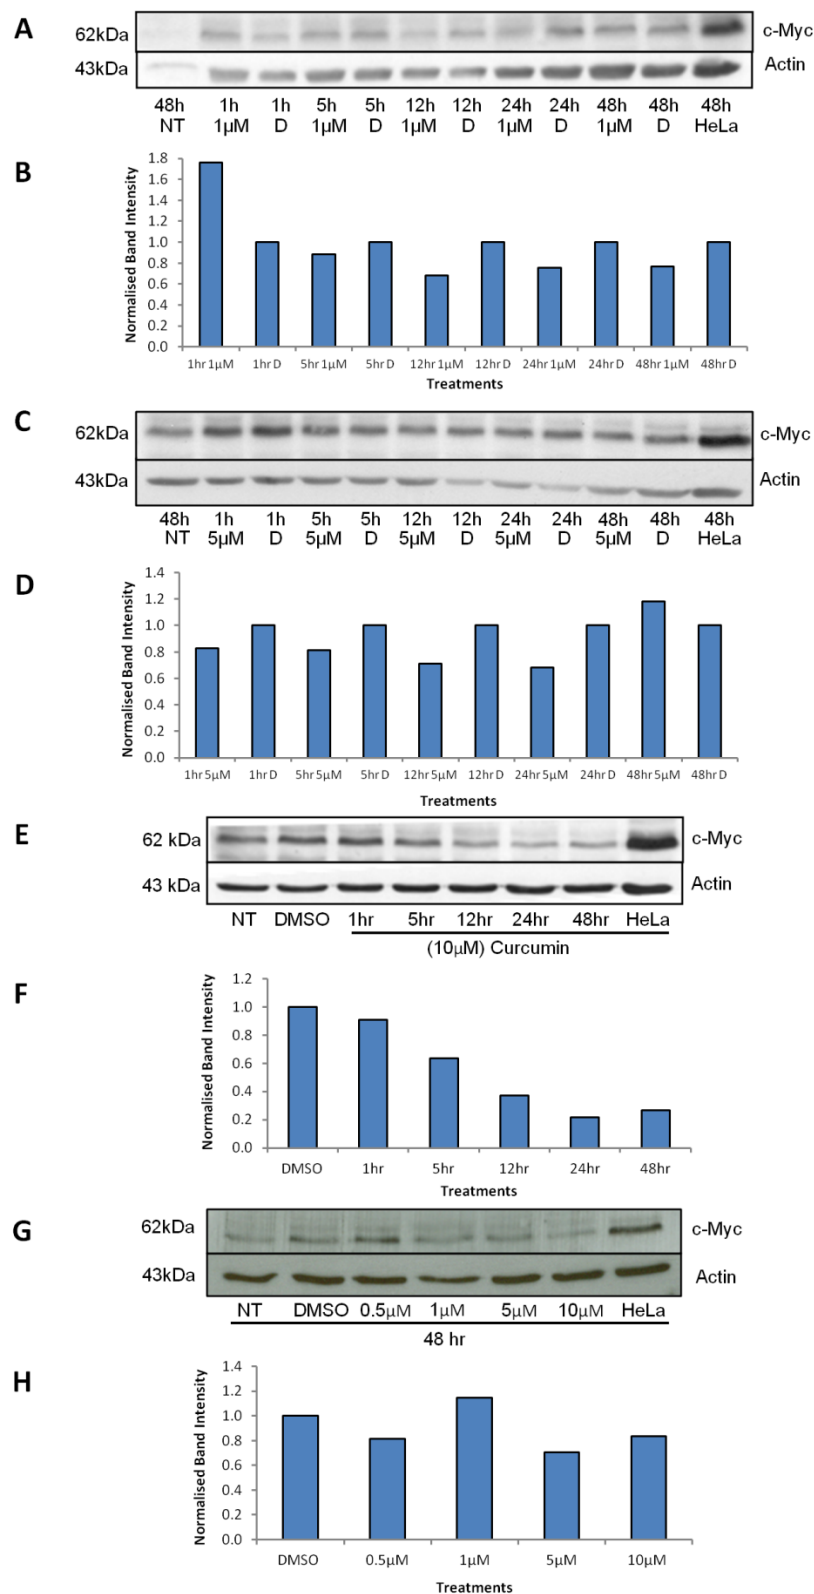 A
62kDa
c-Myc
43kDa
Actin
48h 1h 1h 5h 5h 12h 12h 24h 24h 48h 48h 48h
NT 1µM D 1µM D 1µM D 1µM D 1µM D HeLa
B
Normalised Band Intensity
1.8
1.6
1.4
1.2
1.0
0.8
0.6
0.4
0.2
0.0
1hr 1µM 1hr D 5hr 1µM 5hr D 12hr 1µM 12hr D 24hr 1µM 24hr D 48hr 1µM 48hr D
Treatments
C
62kDa
c-Myc
43kDa
Actin
48h 1h 1h 5h 5h 12h 12h 24h 24h 48h 48h 48h
NT 5µM D 5µM D 5µM D 5µM D 5µM D HeLa
D
Normalised Band Intensity
1.4
1.2
1.0
0.8
0.6
0.4
0.2
0.0
1hr 5µM 1hr D 5hr 5µM 5hr D 12hr 5µM 12hr D 24hr 5µM 24hr D 48hr 5µM 48hr D
Treatments
E
62 kDa
c-Myc
43 kDa
Actin
NT DMSO 1hr 5hr 12hr 24hr 48hr HeLa
(10µM) Curcumin
F
Normalised Band Intensity
1.2
1.0
0.8
0.6
0.4
0.2
0.0
DMSO 1hr 5hr 12hr 24hr 48hr
Treatments
G
62kDa
c-Myc
43kDa
Actin
NT DMSO 0.5µM 1µM 5µM 10µM HeLa
48 hr
H
Normalised Band Intensity
1.4
1.2
1.0
0.8
0.6
0.4
0.2
0.0
DMSO 0.5µM 1µM 5µM 10µM
Treatments